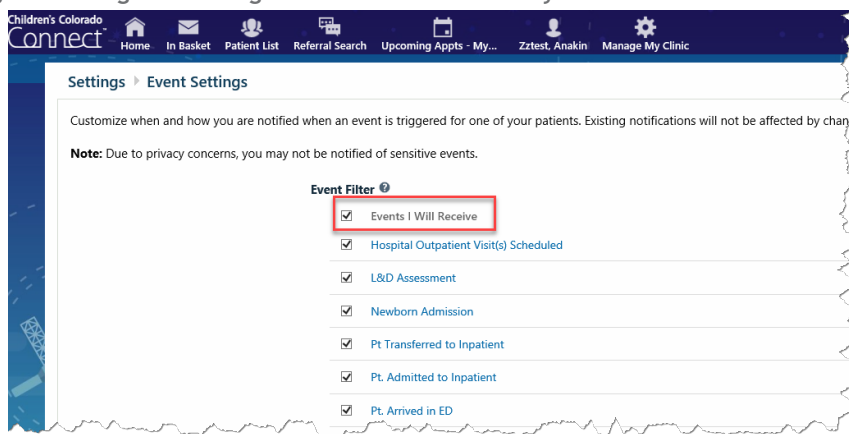 Children's Colorado
Connect
Home In Basket Patient List Referral Search Upcoming Appts - My... Zztest, Anakin Manage My Clinic
Settings Event Settings
Customize when and how you are notified when an event is triggered for one of your patients. Existing notifications will not be affected by chan
Note: Due to privacy concerns, you may not be notified of sensitive events.
Event Filter
Events I Will Receive
Hospital Outpatient Visit(s) Scheduled
L&D Assessment
Newborn Admission
Pt Transferred to Inpatient
Pt. Admitted to Inpatient
Pt. Arrived in ED